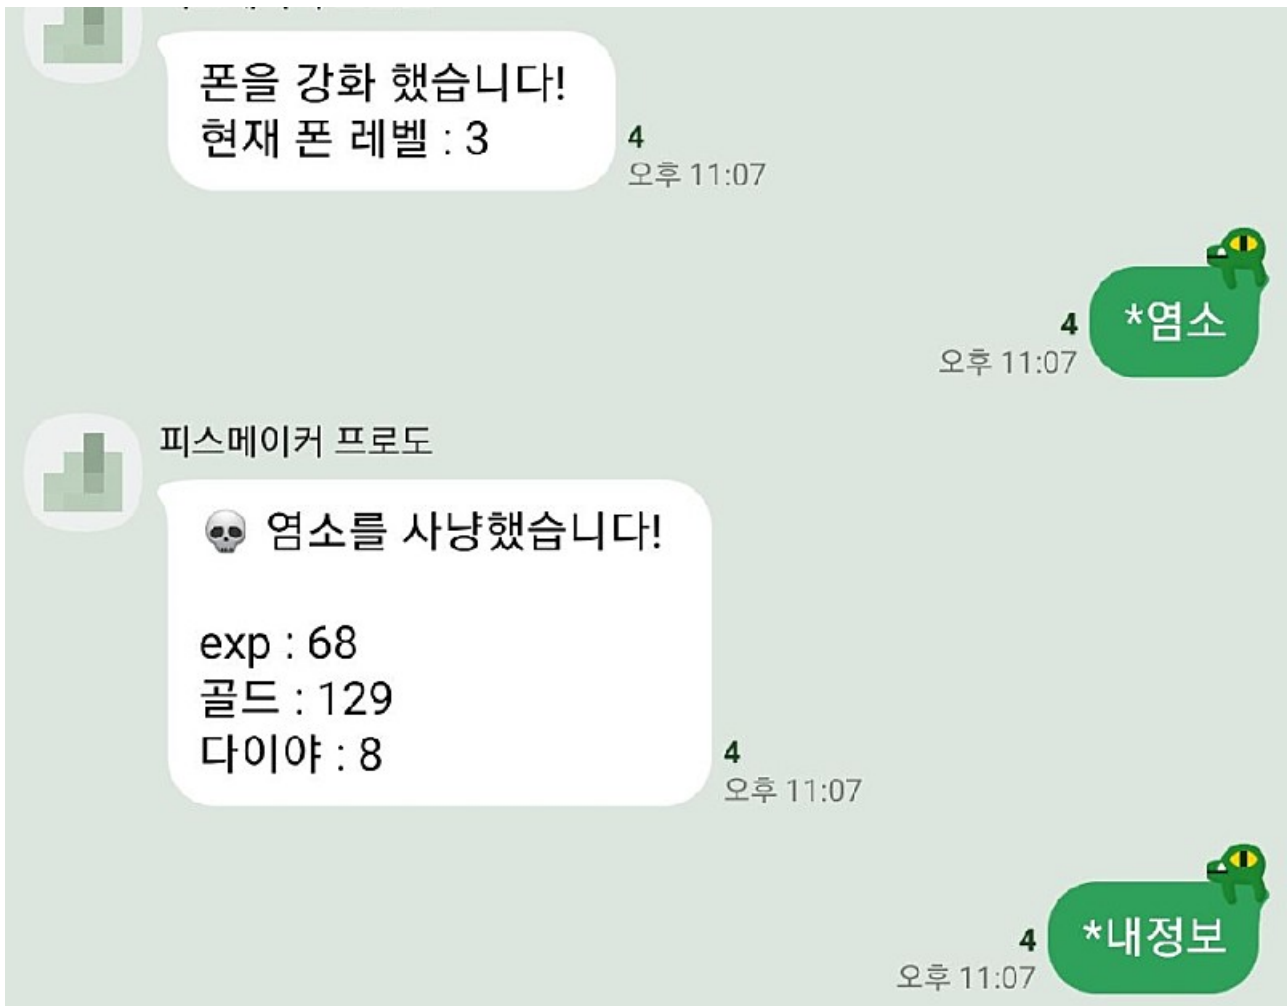 폰을 강화 했습니다!
현재 폰 레벨 : 3
4
오후 11:07
*염소
4
오후 11:07
피스메이커 프로도
💀 염소를 사냥했습니다!
exp : 68
골드 : 129
다이야 : 8
4
오후 11:07
*내정보
4
오후 11:07